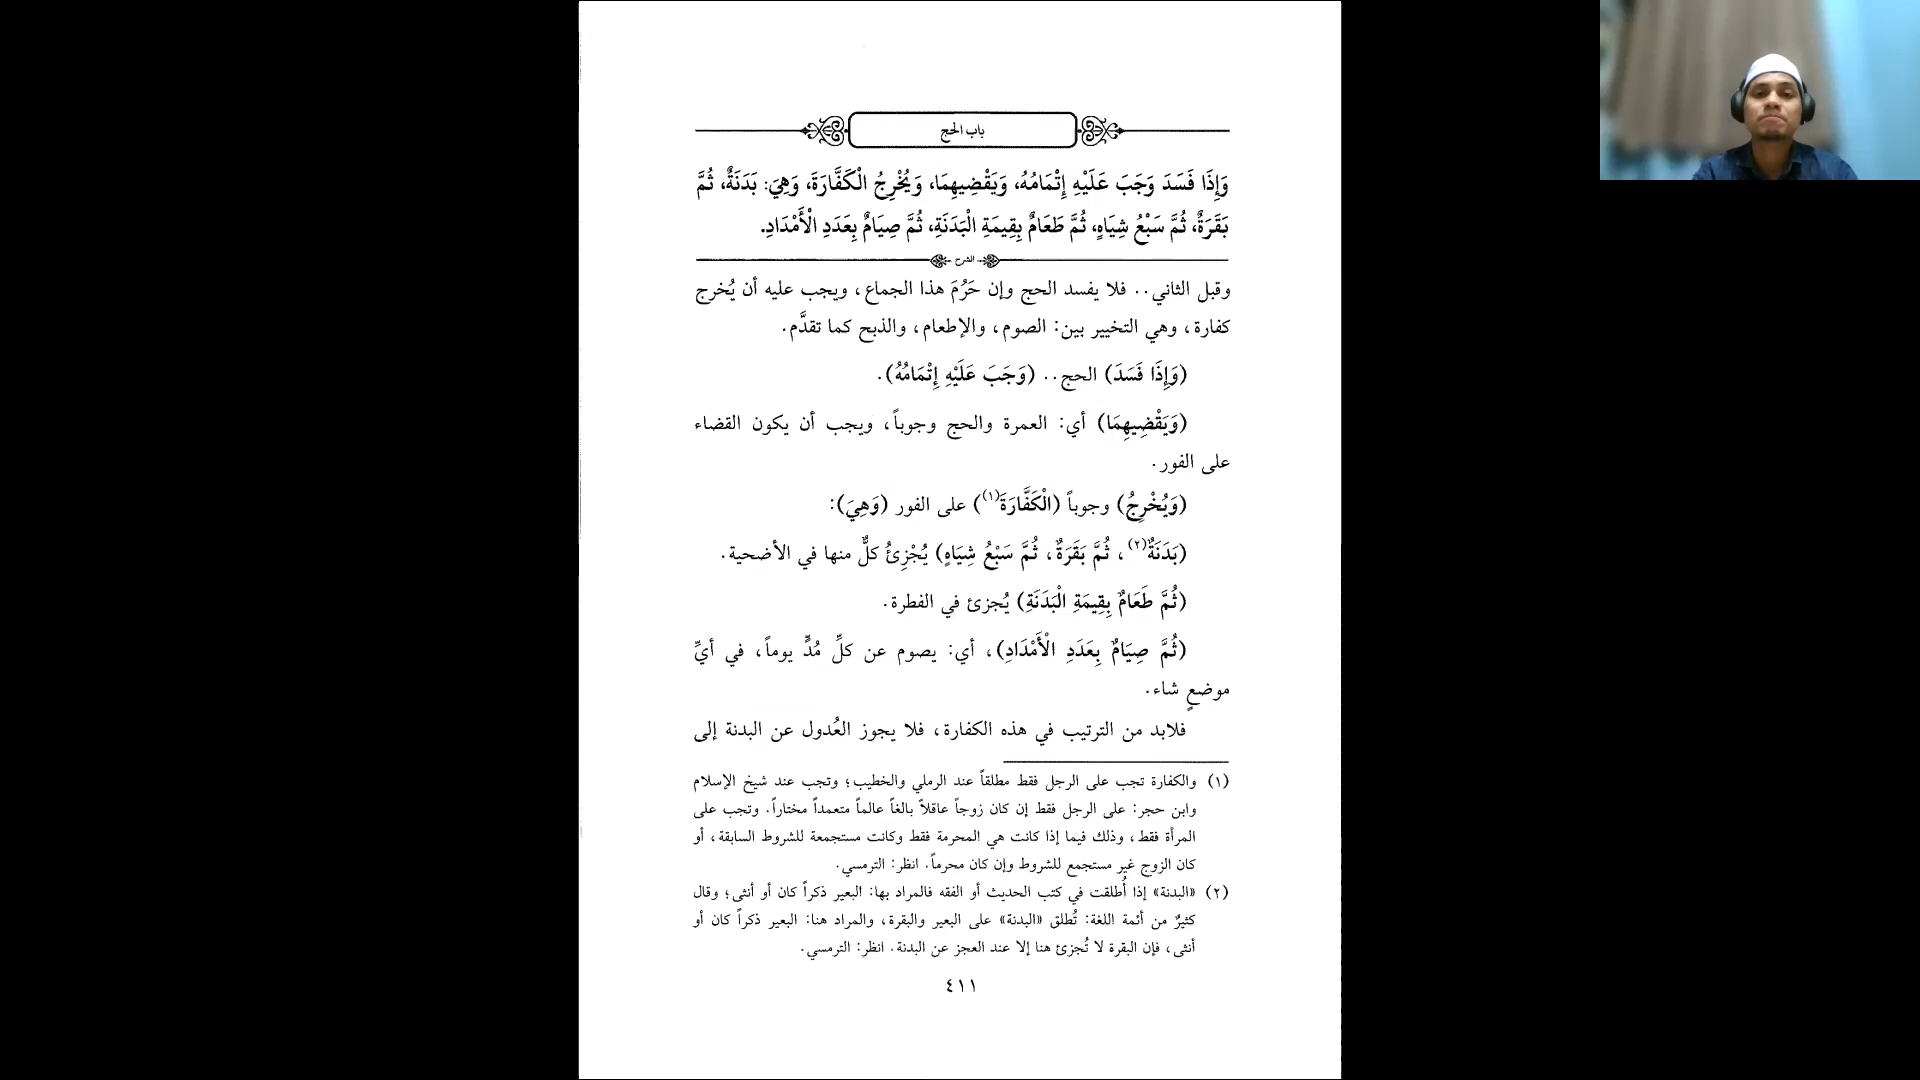 باب الحج
وَإِذَا فَسَدَ وَجَبَ عَلَيْهِ إِتْمَامُهُ، وَيَقْضِيهِمَا، وَيُخْرِجُ الْكَفَّارَةَ، وَهِيَ: بَدَنَةٌ، ثُمَّ
بَقَرَةٌ، ثُمَّ سَبْعُ شِيَاهٍ، ثُمَّ طَعَامٌ بِقِيمَةِ الْبَدَنَةِ، ثُمَّ صِيَامٌ بِعَدَدِ الْأَمْدَادِ.
الشرح
وقبل الثاني.. فلا يفسد الحج وإن حَرُمَ هذا الجماع، ويجب عليه أن يُخرج
كفارة، وهي التخيير بين: الصوم، والإطعام، والذبح كما تقدَّم.
(وَإِذَا فَسَدَ) الحج.. (وَجَبَ عَلَيْهِ إِتْمَامُهُ).
(وَيَقْضِيهِمَا) أي: العمرة والحج وجوباً، ويجب أن يكون القضاء
على الفور.
(وَيُخْرِجُ) وجوباً (الْكَفَّارَةَ(١)) على الفور (وَهِيَ):
(بَدَنَةٌ(٢)، ثُمَّ بَقَرَةٌ، ثُمَّ سَبْعُ شِيَاهٍ) يُجْزِئُ كلٌّ منها في الأضحية.
(ثُمَّ طَعَامٌ بِقِيمَةِ الْبَدَنَةِ) يُجزئ في الفطرة.
(ثُمَّ صِيَامٌ بِعَدَدِ الْأَمْدَادِ)، أي: يصوم عن كلِّ مُدٍّ يوماً، في أيِّ
موضعٍ شاء.
فلابد من الترتيب في هذه الكفارة، فلا يجوز العُدول عن البدنة إلى
(١) والكفارة تجب على الرجل فقط مطلقاً عند الرملي والخطيب؛ وتجب عند شيخ الإسلام
وابن حجر: على الرجل فقط إن كان زوجاً عاقلاً بالغاً عالماً متعمداً مختاراً. وتجب على
المرأة فقط، وذلك فيما إذا كانت هي المحرمة فقط وكانت مستجمعة للشروط السابقة، أو
كان الزوج غير مستجمع للشروط وإن كان محرماً. انظر: الترمسي.
(٢) «البدنة» إذا أُطلقت في كتب الحديث أو الفقه فالمراد بها: البعير ذكراً كان أو أنثى؛ وقال
كثيرٌ من أئمة اللغة: تُطلق «البدنة» على البعير والبقرة، والمراد هنا: البعير ذكراً كان أو
أنثى، فإن البقرة لا تُجزئ هنا إلا عند العجز عن البدنة. انظر: الترمسي.
٤١١